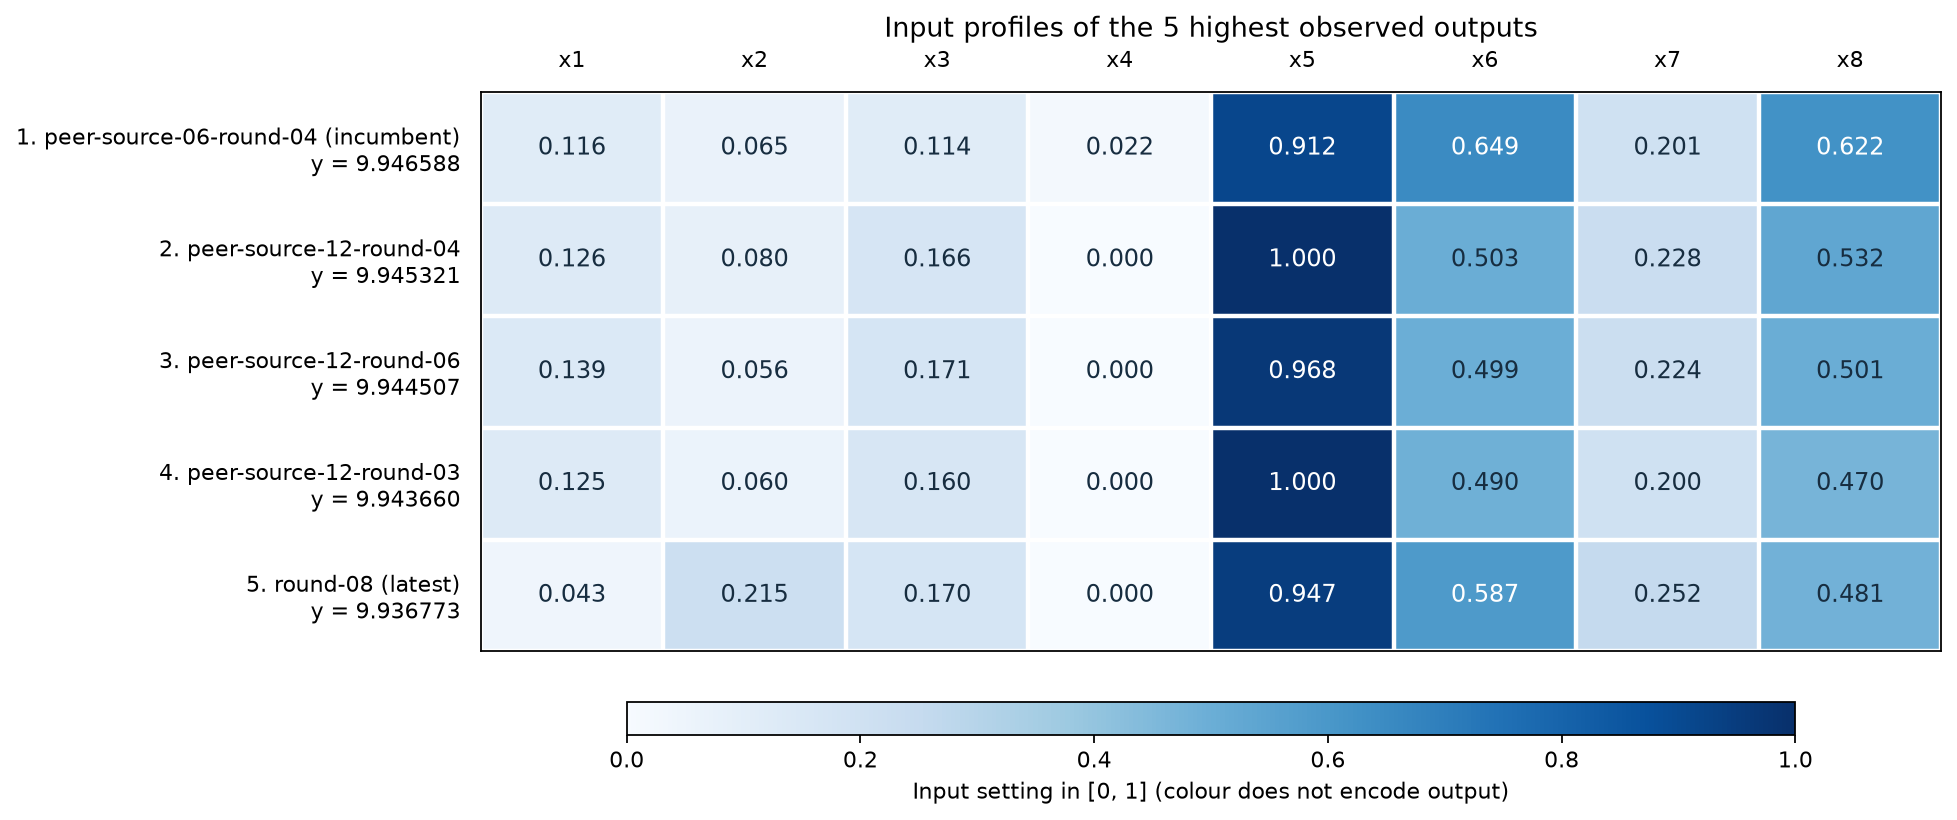 Input profiles of the 5 highest observed outputs
x1 x2 x3 x4 x5 x6 x7 x8
1. peer-source-06-round-04 (incumbent)
y = 9.946588
0.116 0.065 0.114 0.022 0.912 0.649 0.201 0.622
2. peer-source-12-round-04
y = 9.945321
0.126 0.080 0.166 0.000 1.000 0.503 0.228 0.532
3. peer-source-12-round-06
y = 9.944507
0.139 0.056 0.171 0.000 0.968 0.499 0.224 0.501
4. peer-source-12-round-03
y = 9.943660
0.125 0.060 0.160 0.000 1.000 0.490 0.200 0.470
5. round-08 (latest)
y = 9.936773
0.043 0.215 0.170 0.000 0.947 0.587 0.252 0.481
0.0 0.2 0.4 0.6 0.8 1.0
Input setting in [0, 1] (colour does not encode output)